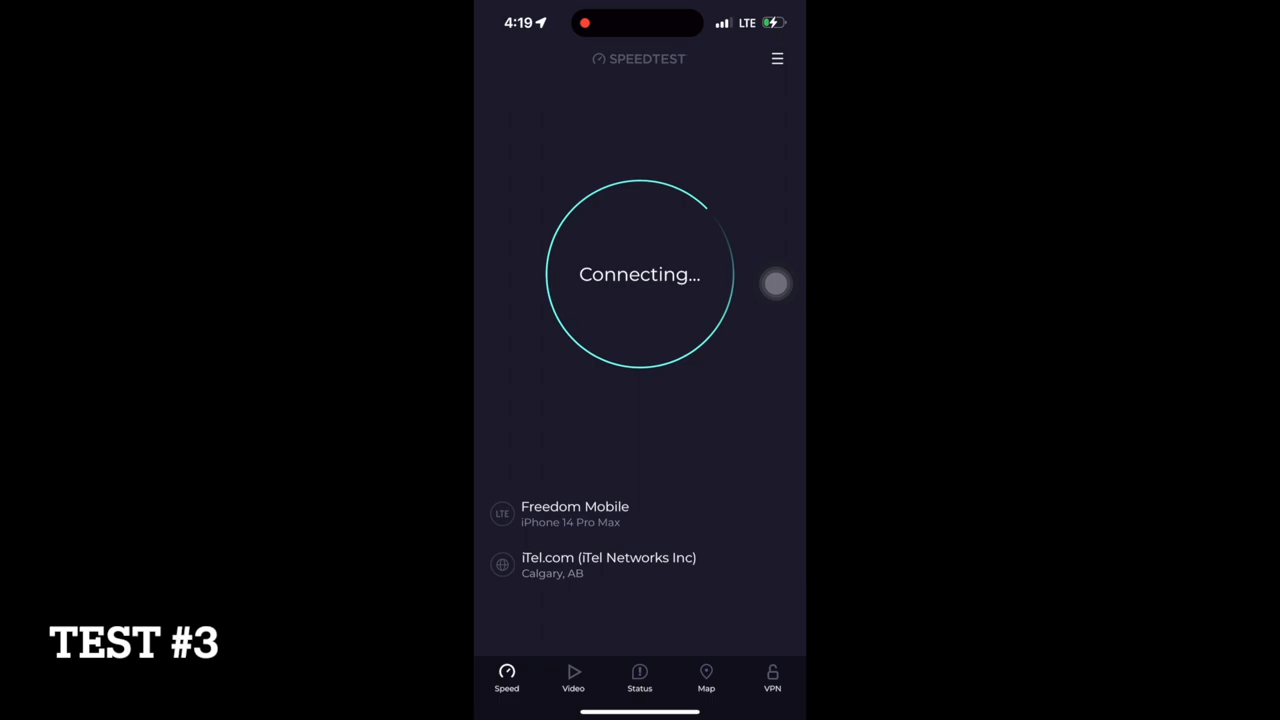 4:19
LTE
SPEEDTEST
Connecting...
LTE
Freedom Mobile
iPhone 14 Pro Max
iTel.com (iTel Networks Inc)
Calgary, AB
TEST #3
Speed
Video
Status
Map
VPN